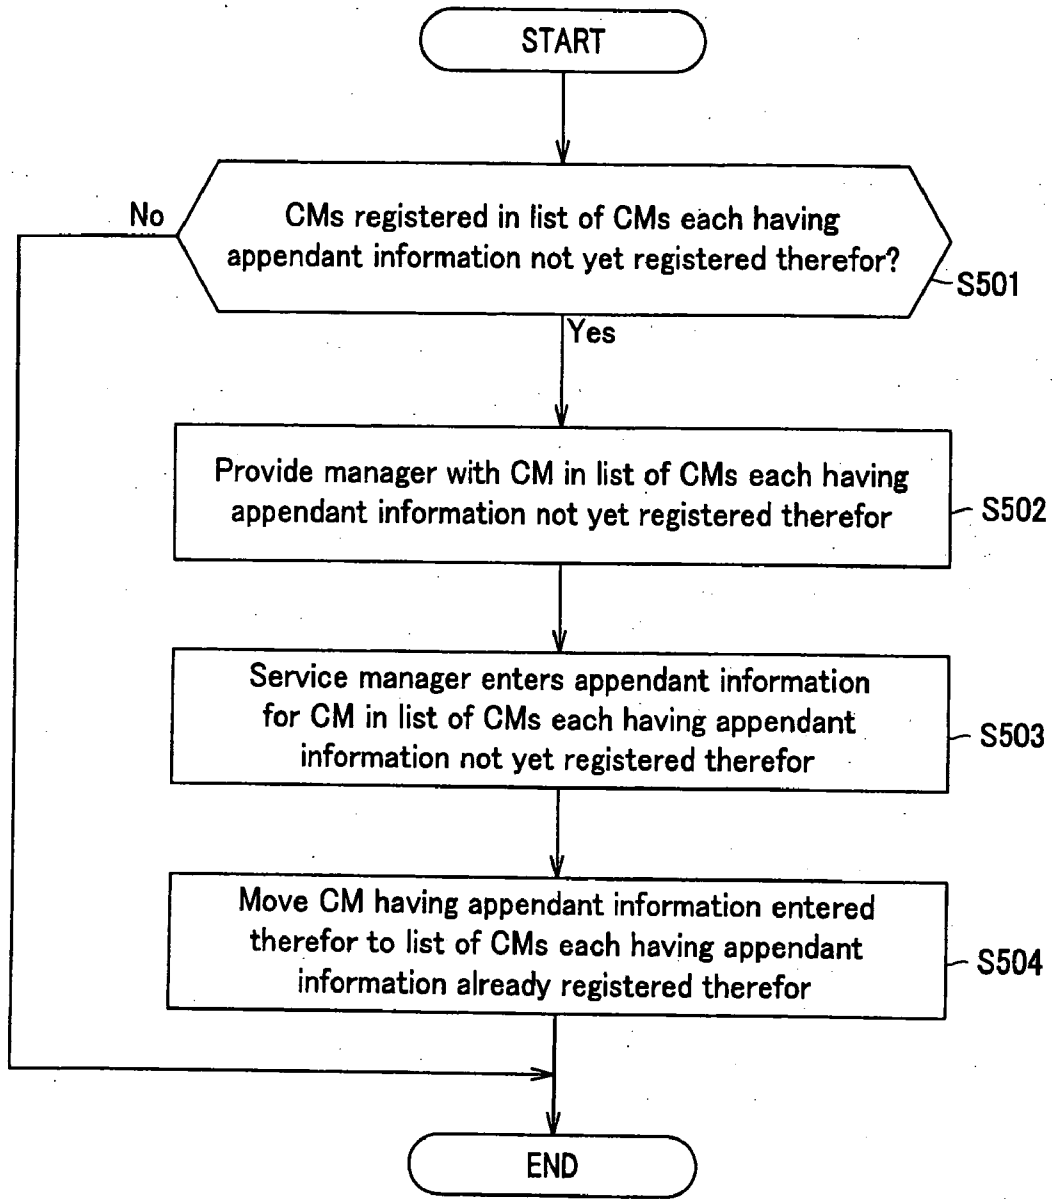 START
No
CMs registered in list of CMs each having
appendant information not yet registered therefor?
S501
Yes
Provide manager with CM in list of CMs each having
appendant information not yet registered therefor
S502
Service manager enters appendant information
for CM in list of CMs each having appendant
information not yet registered therefor
S503
Move CM having appendant information entered
therefor to list of CMs each having appendant
information already registered therefor
S504
END